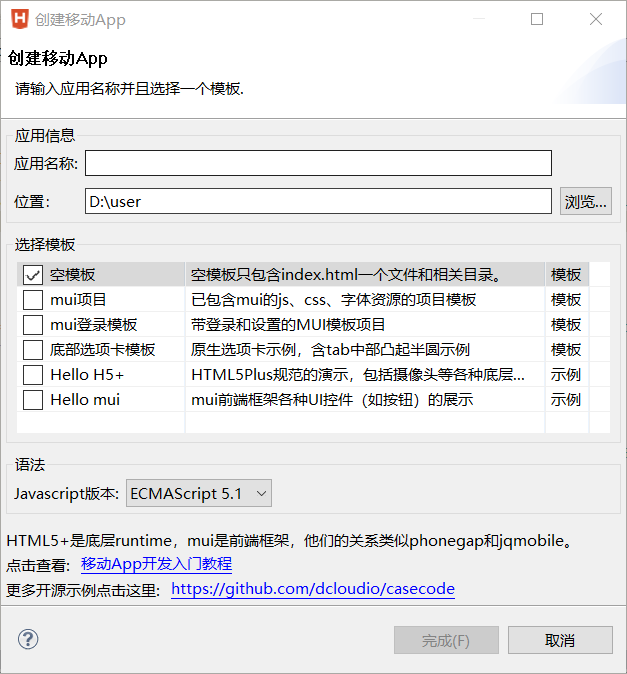 创建移动App
创建移动App
请输入应用名称并且选择一个模板.
应用信息
应用名称:
位置: D:\user 浏览...
选择模板
空模板 空模板只包含index.html一个文件和相关目录。 模板
mui项目 已包含mui的js、css、字体资源的项目模板 模板
mui登录模板 带登录和设置的MUI模板项目 模板
底部选项卡模板 原生选项卡示例，含tab中部凸起半圆示例 模板
Hello H5+ HTML5Plus规范的演示，包括摄像头等各种底层... 示例
Hello mui mui前端框架各种UI控件（如按钮）的展示 示例
语法
Javascript版本: ECMAScript 5.1
HTML5+是底层runtime，mui是前端框架，他们的关系类似phonegap和jqmobile。
点击查看: 移动App开发入门教程
更多开源示例点击这里: https://github.com/dcloudio/casecode
? 完成(F) 取消